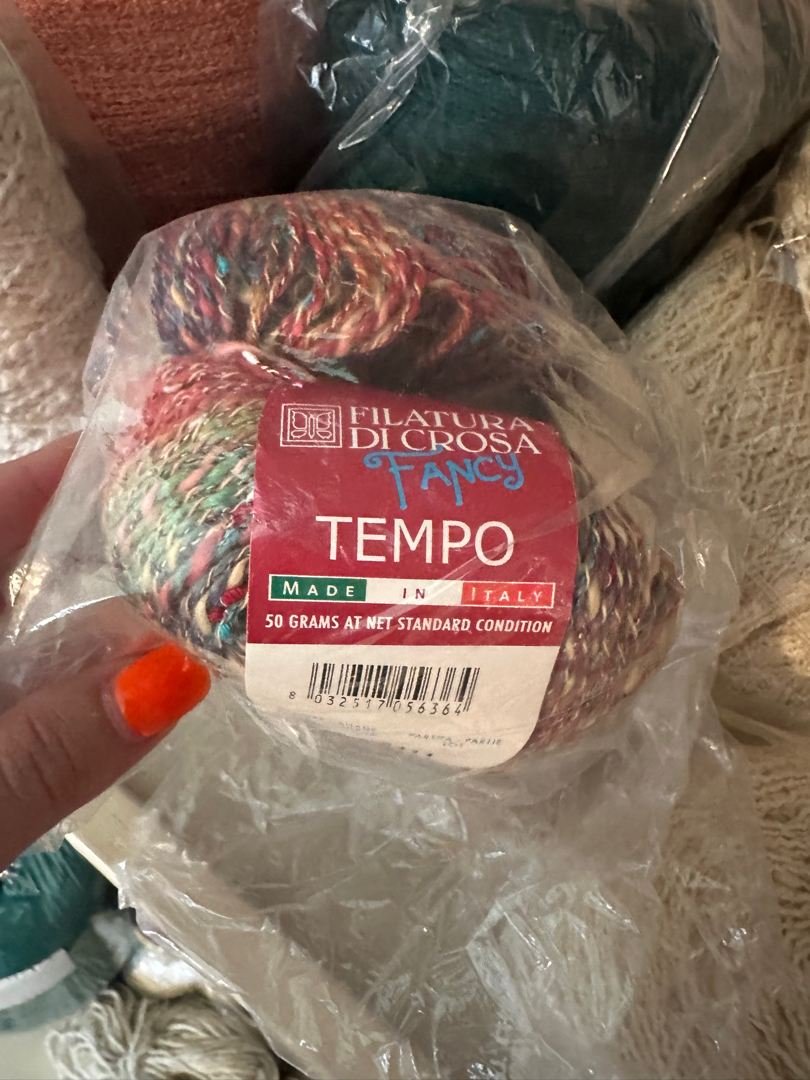 FILATURA
DI CROSA
FANCY
TEMPO
MADE IN ITALY
50 GRAMS AT NET STANDARD CONDITION
8 032517 056364